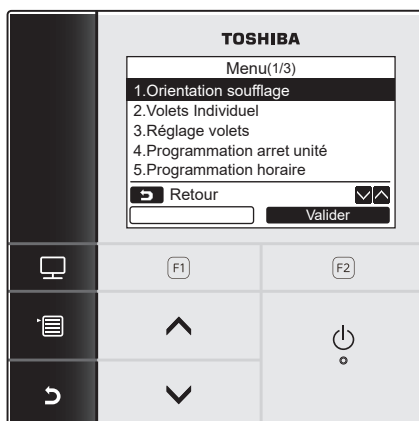 TOSHIBA
Menu(1/3)
1.Orientation soufflage
2.Volets Individuel
3.Réglage volets
4.Programmation arret unité
5.Programmation horaire
Retour
Valider
F1
F2